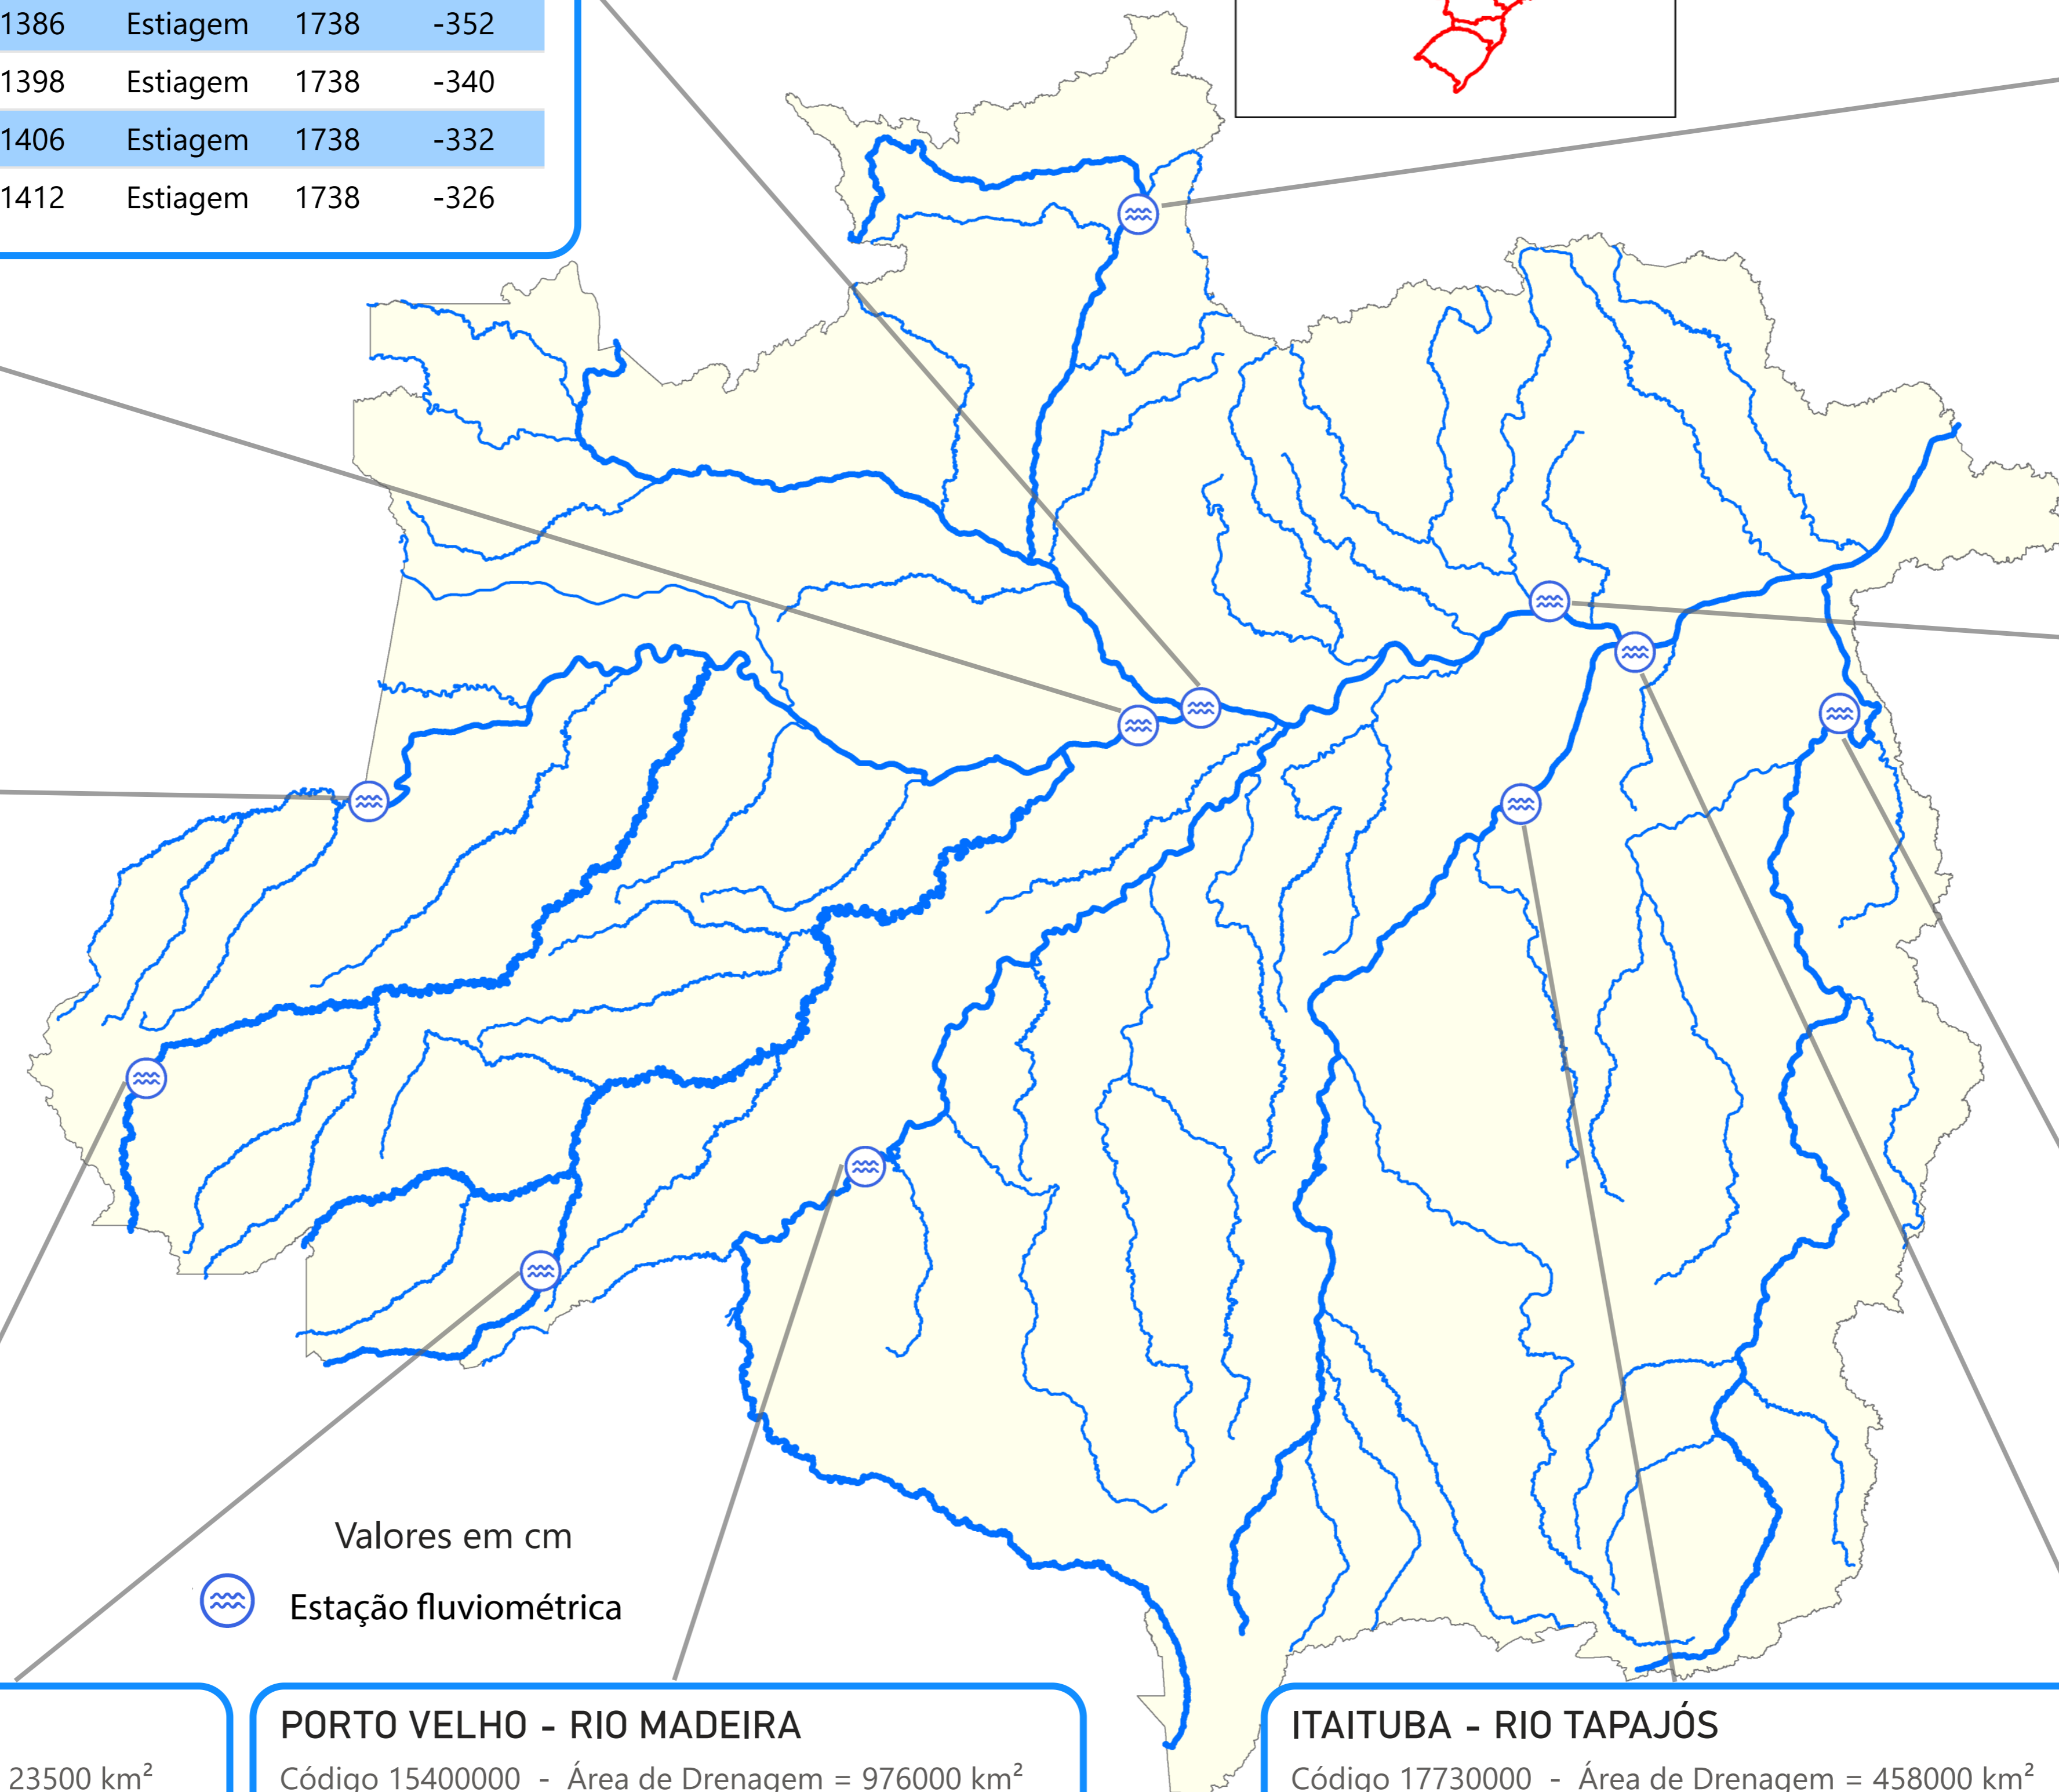 1386 Estiagem 1738 -352
1398 Estiagem 1738 -340
1406 Estiagem 1738 -332
1412 Estiagem 1738 -326
Valores em cm
Estação fluviométrica
23500 km²
PORTO VELHO - RIO MADEIRA
Código 15400000 - Área de Drenagem = 976000 km²
ITAITUBA - RIO TAPAJÓS
Código 17730000 - Área de Drenagem = 458000 km²